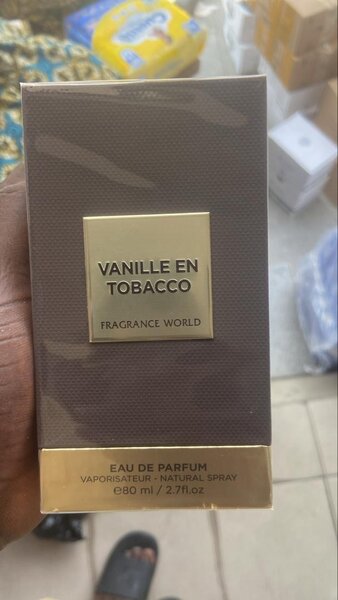 VANILLE EN
TOBACCO
FRAGRANCE WORLD
EAU DE PARFUM
VAPORISATEUR - NATURAL SPRAY
℮80 ml / 2.7fl.oz